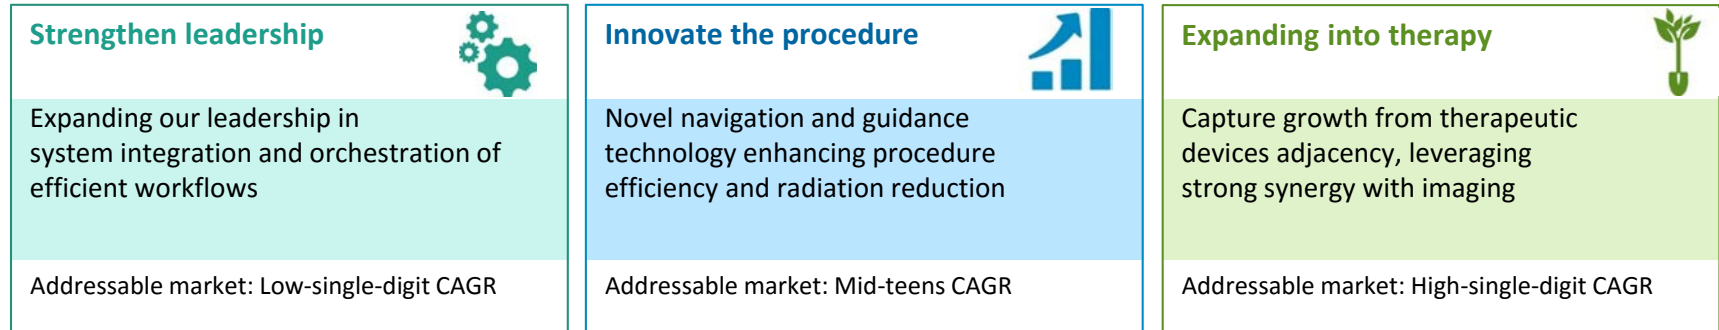 Strengthen leadership
Expanding our leadership in
system integration and orchestration of
efficient workflows
Addressable market: Low-single-digit CAGR
Innovate the procedure
Novel navigation and guidance
technology enhancing procedure
efficiency and radiation reduction
Addressable market: Mid-teens CAGR
Expanding into therapy
Capture growth from therapeutic
devices adjacency, leveraging
strong synergy with imaging
Addressable market: High-single-digit CAGR